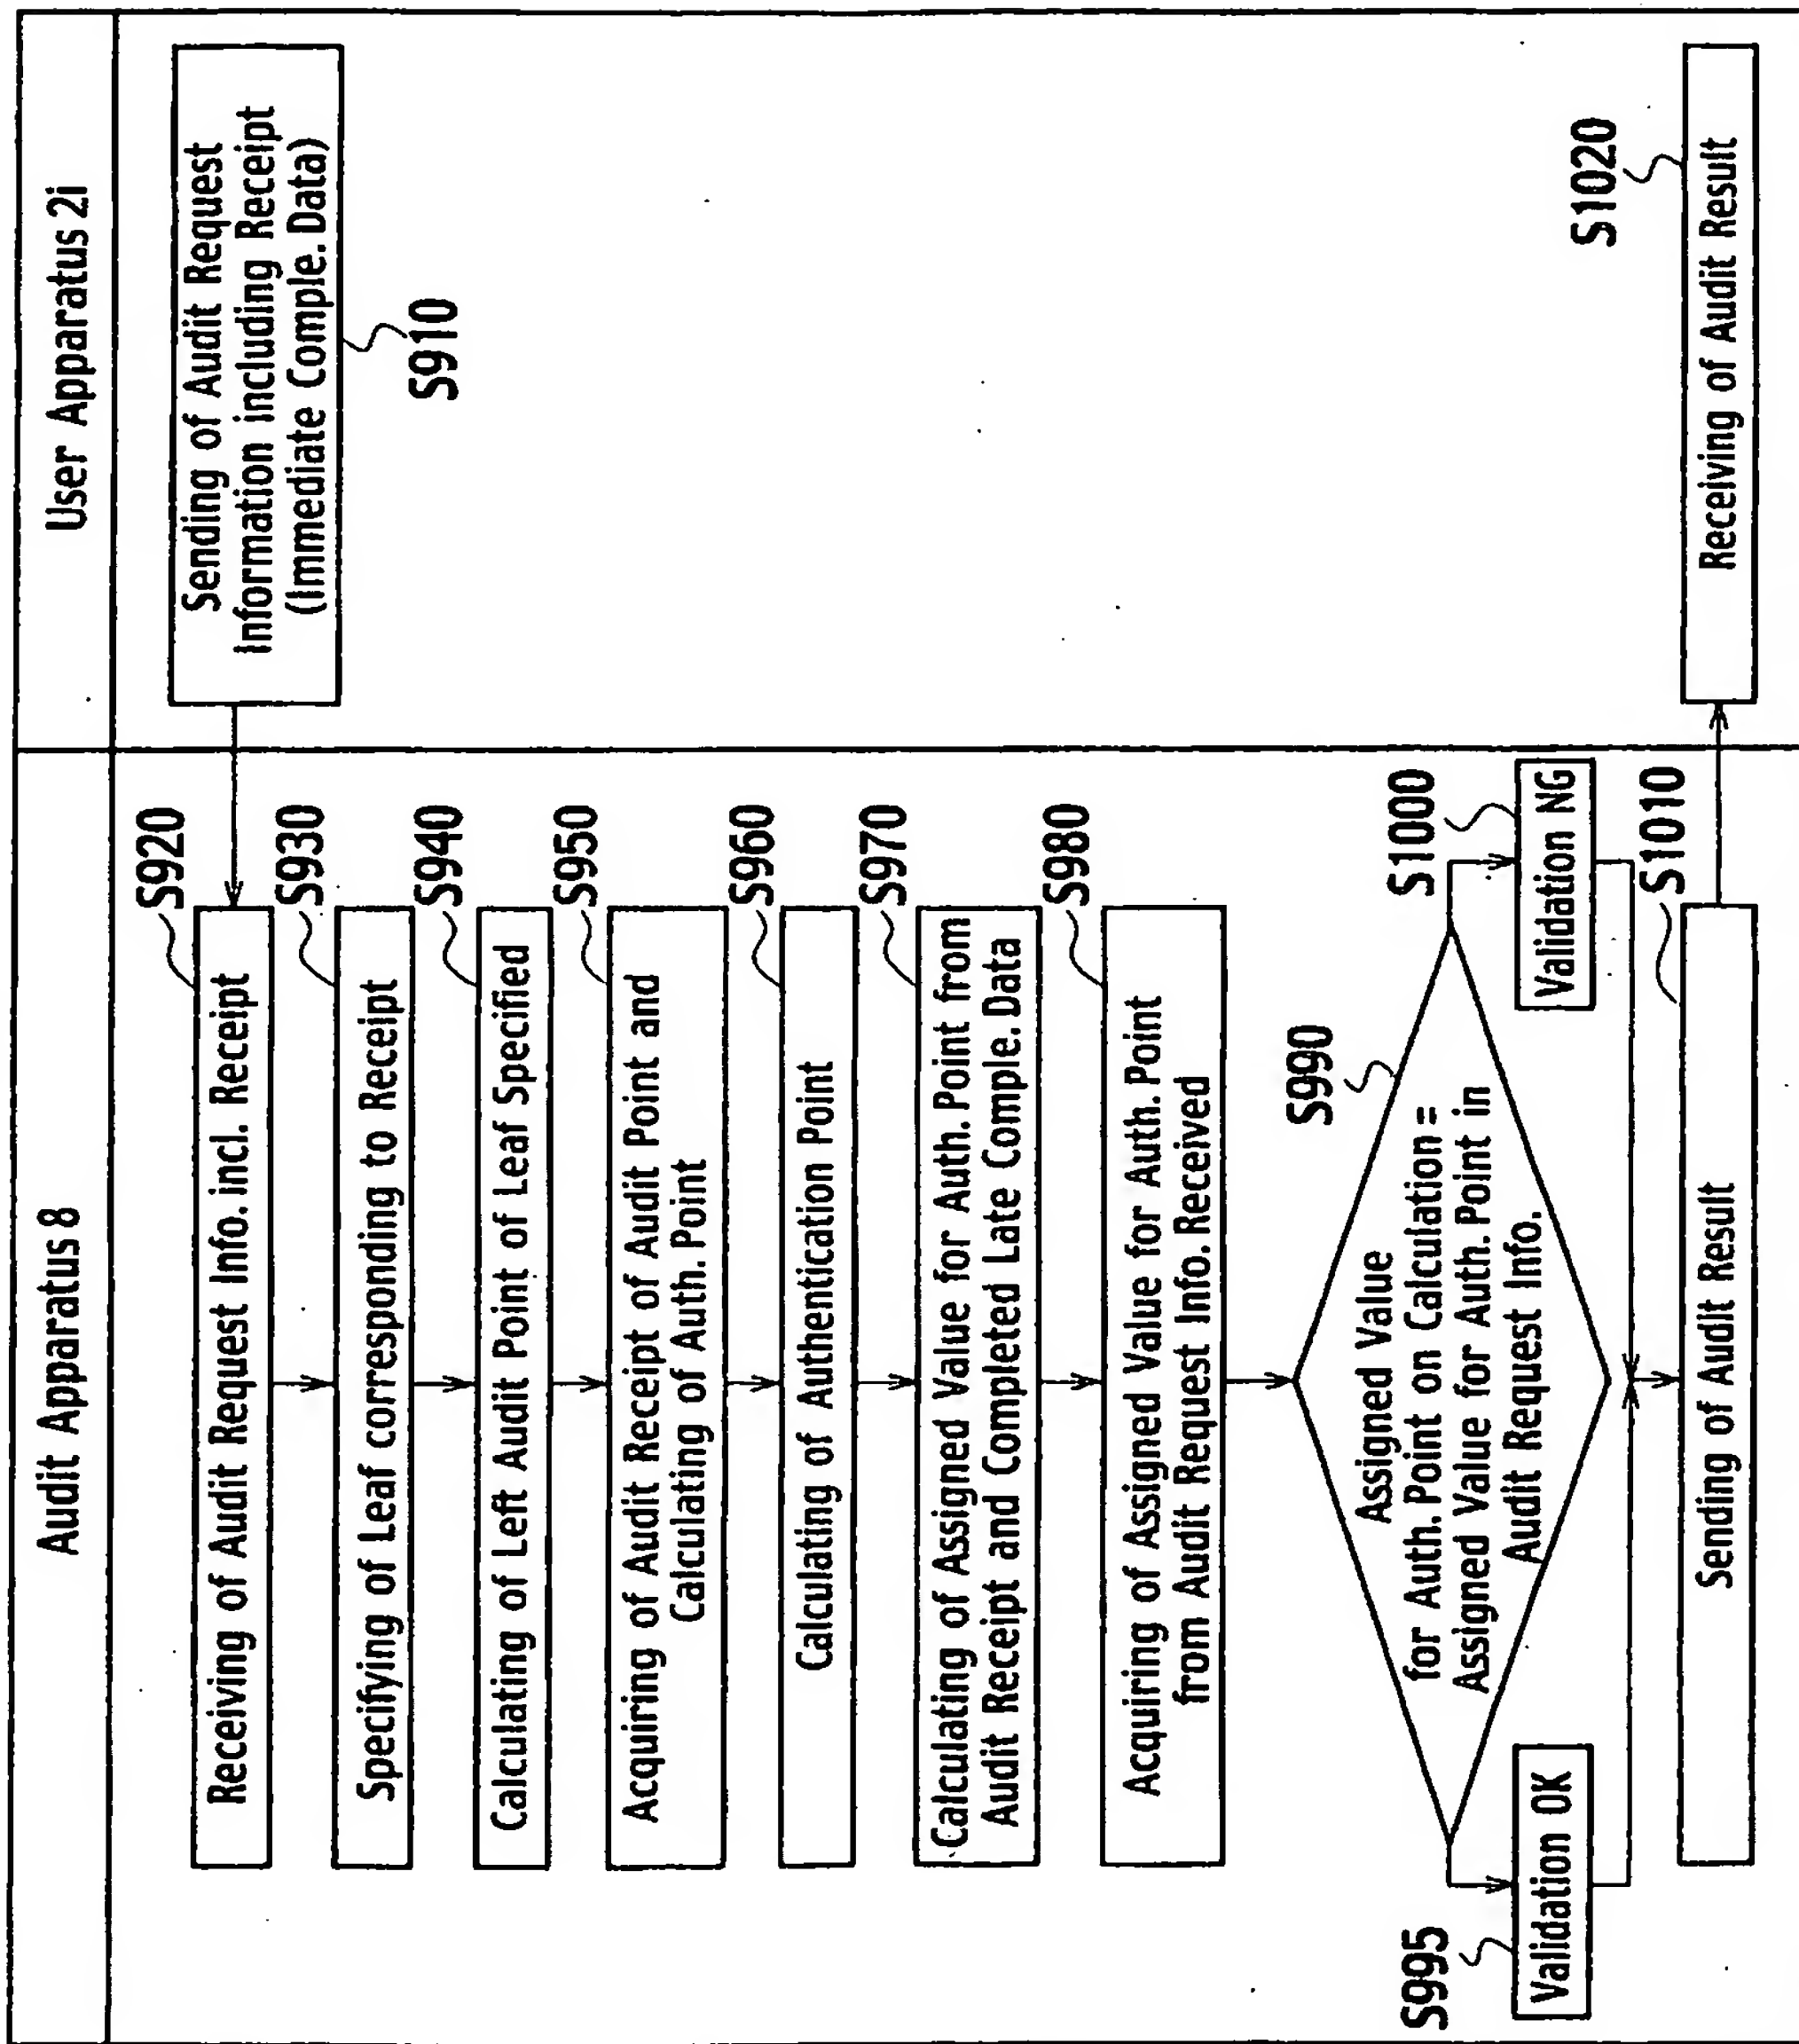 Audit Apparatus 8
User Apparatus 2i
Sending of Audit Request
Information including Receipt
(Immediate Comple. Data)
S910
S920
Receiving of Audit Request Info. incl. Receipt
S930
Specifying of Leaf corresponding to Receipt
S940
Calculating of Left Audit Point of Leaf Specified
S950
Acquiring of Audit Receipt of Audit Point and
Calculating of Auth. Point
S960
Calculating of Authentication Point
S970
Calculating of Assigned Value for Auth. Point from
Audit Receipt and Completed Late Comple. Data
S980
Acquiring of Assigned Value for Auth. Point
from Audit Request Info. Received
S990
Assigned Value
for Auth. Point on Calculation =
Assigned Value for Auth. Point in
Audit Request Info.
S995
Validation OK
S1000
Validation NG
S1010
Sending of Audit Result
S1020
Receiving of Audit Result